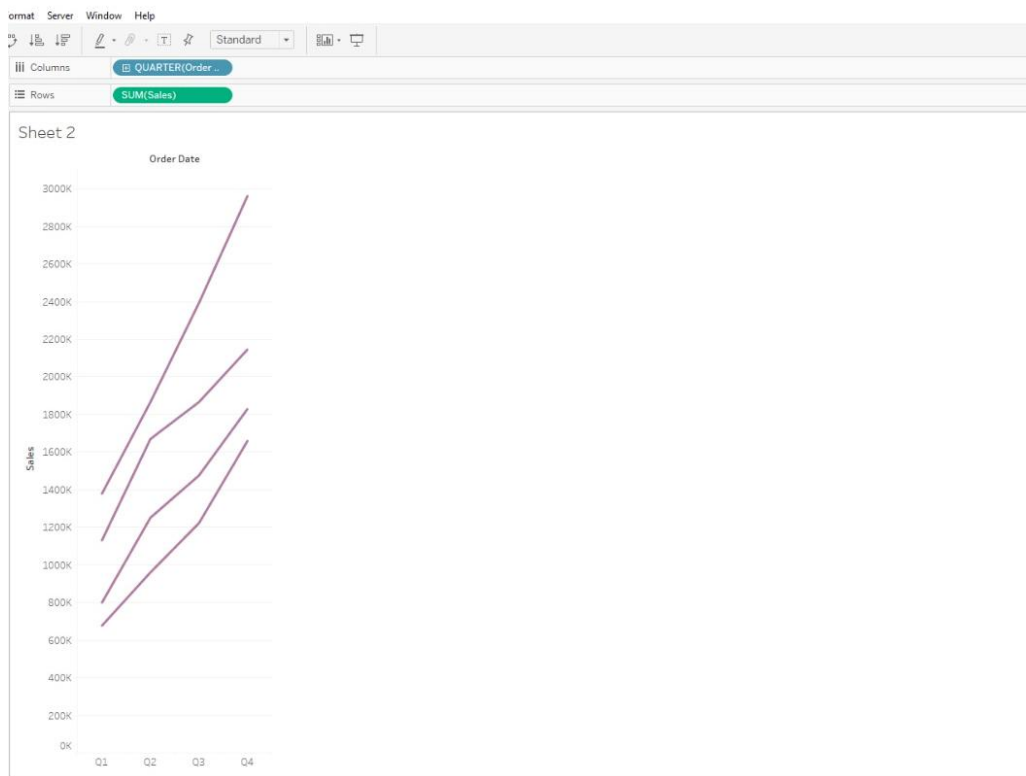 ormat Server Window Help
Standard
Columns QUARTER(Order ..
Rows SUM(Sales)
Sheet 2
Order Date
3000K
2800K
2600K
2400K
2200K
2000K
1800K
1600K
1400K
1200K
1000K
800K
600K
400K
200K
0K
Sales
Q1 Q2 Q3 Q4